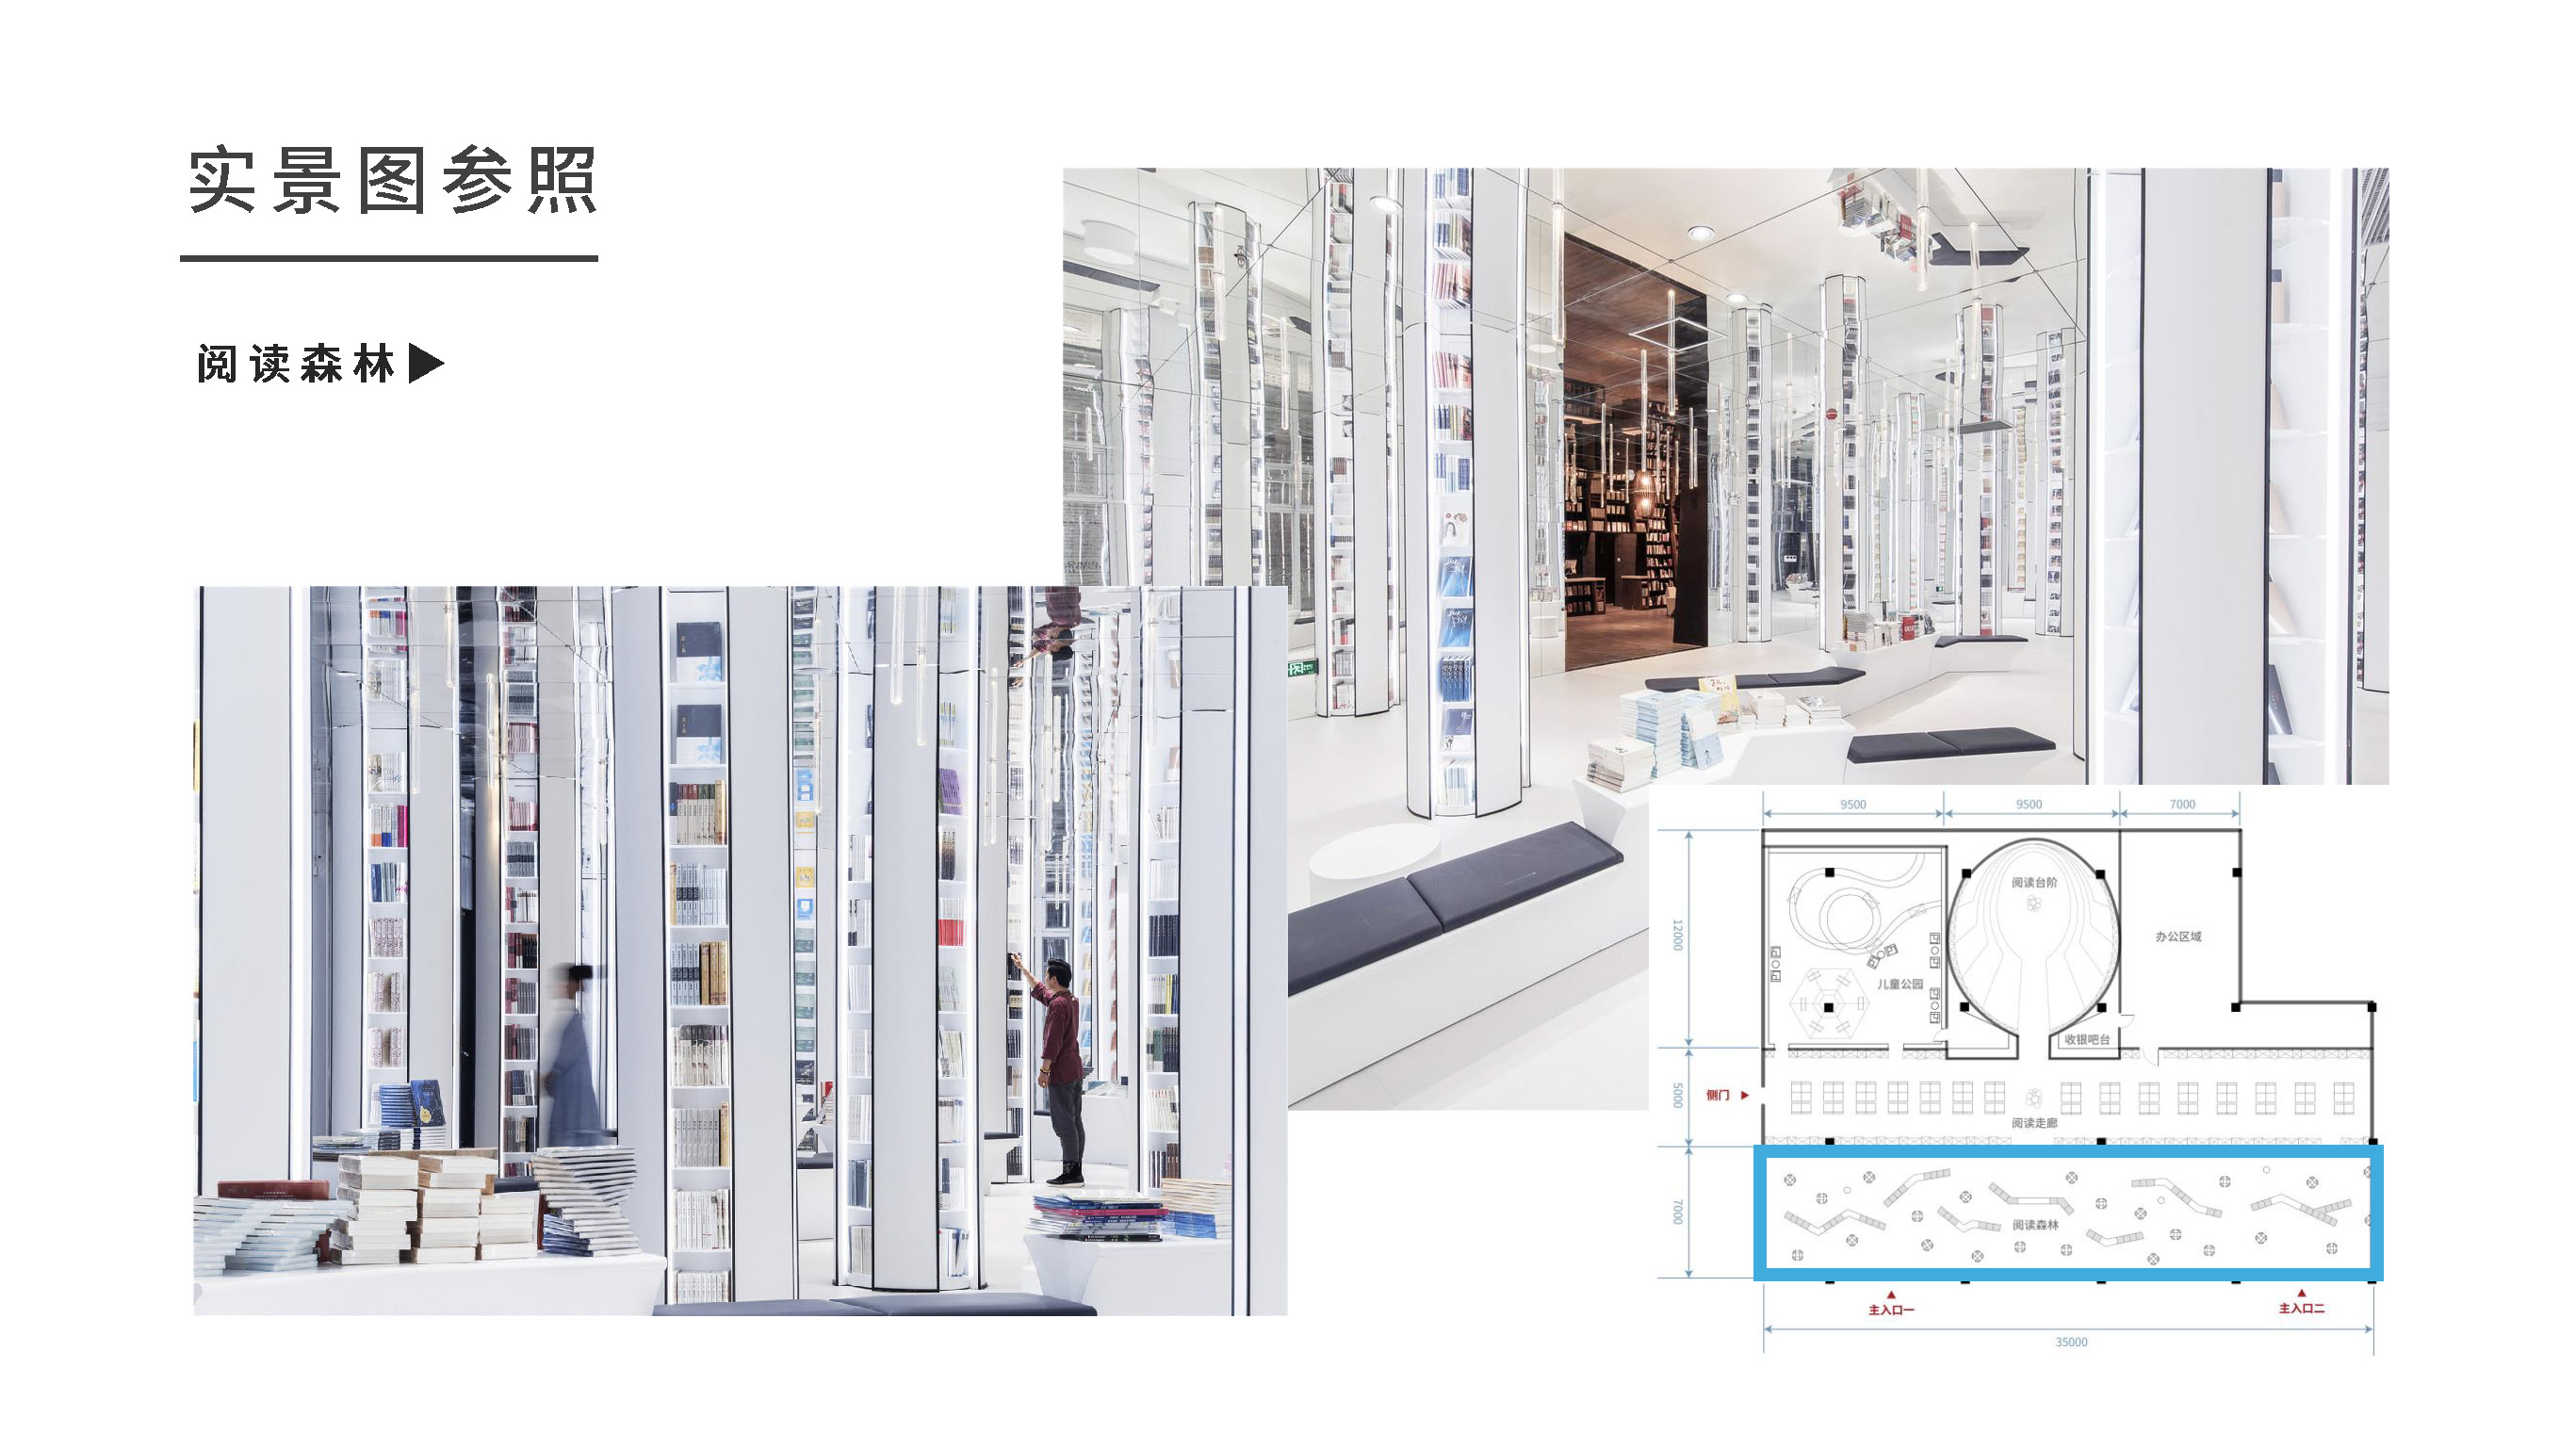 实景图参照
阅读森林▶
9500
9500
7000
12000
阅读台阶
办公区域
儿童公园
收银吧台
5000
侧门
阅读走廊
7000
阅读森林
主入口一
主入口二
35000